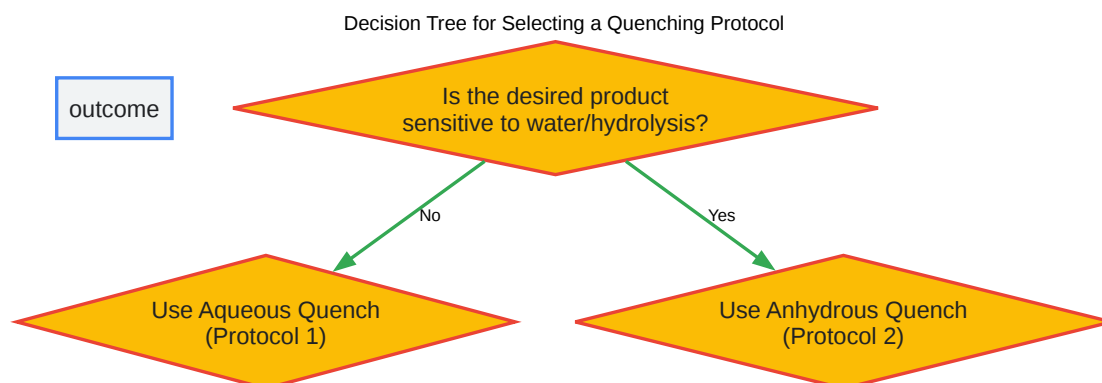 Decision Tree for Selecting a Quenching Protocol
outcome
Is the desired product
sensitive to water/hydrolysis?
No
Yes
Use Aqueous Quench
(Protocol 1)
Use Anhydrous Quench
(Protocol 2)